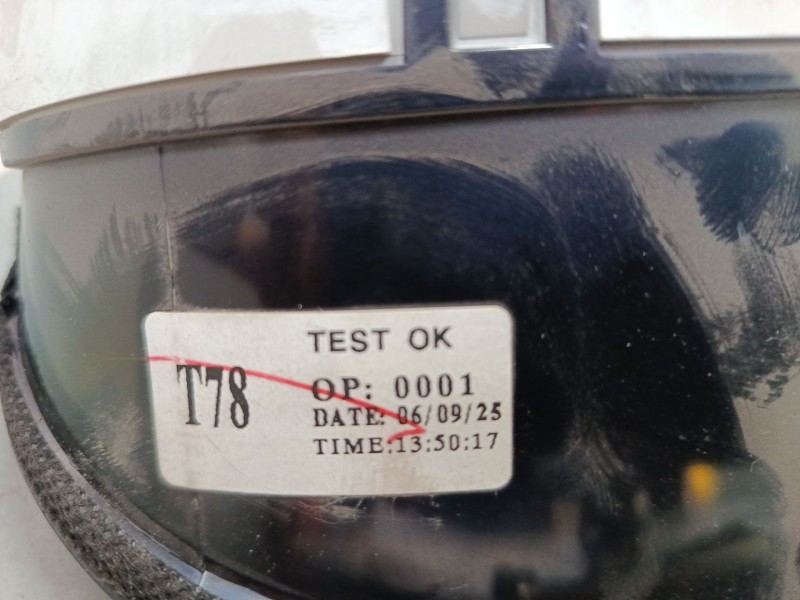 TEST OK
T78
OP: 0001
DATE: 06/09/25
TIME:13:50:17